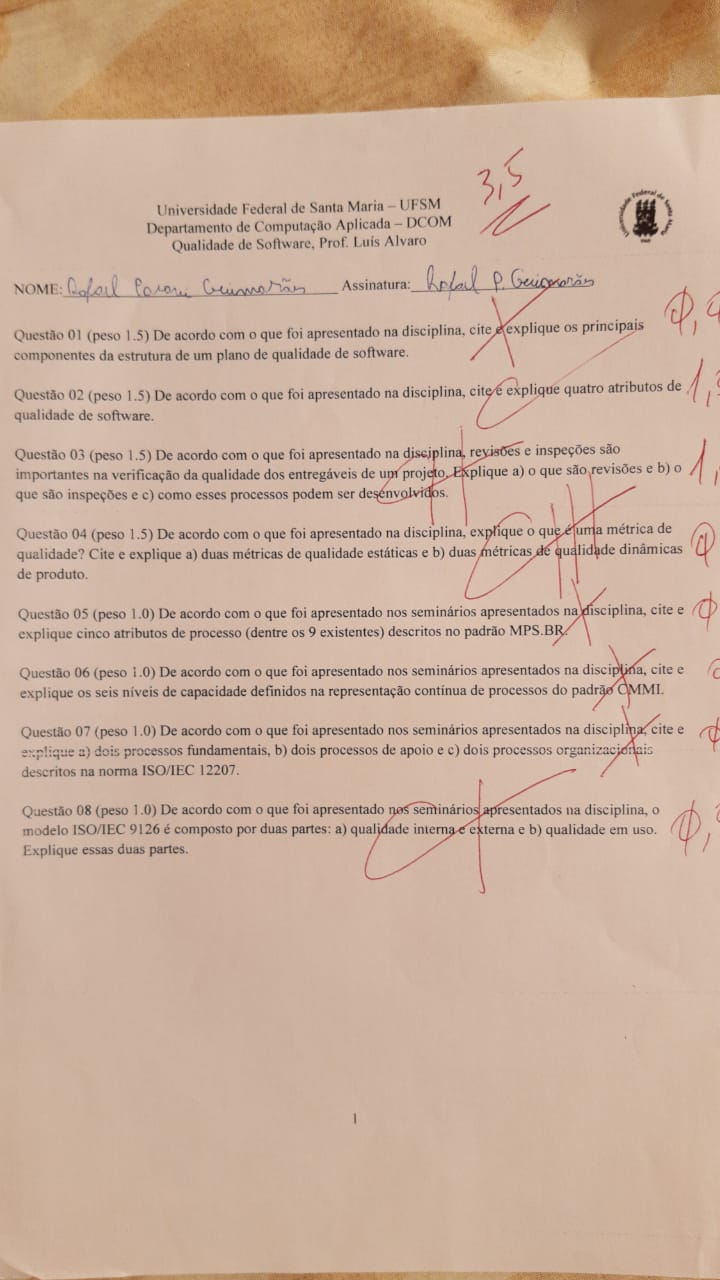 3,5
Universidade Federal de Santa Maria – UFSM
Departamento de Computação Aplicada – DCOM
Qualidade de Software, Prof. Luís Alvaro
Universidade Federal de Santa Maria
1960
NOME: Rafael Guimarães Assinatura: Rafael P. Guimarães
Questão 01 (peso 1.5) De acordo com o que foi apresentado na disciplina, cite e explique os principais
componentes da estrutura de um plano de qualidade de software.
Questão 02 (peso 1.5) De acordo com o que foi apresentado na disciplina, cite e explique quatro atributos de
qualidade de software.
Questão 03 (peso 1.5) De acordo com o que foi apresentado na disciplina, revisões e inspeções são
importantes na verificação da qualidade dos entregáveis de um projeto. Explique a) o que são revisões e b) o
que são inspeções e c) como esses processos podem ser desenvolvidos.
Questão 04 (peso 1.5) De acordo com o que foi apresentado na disciplina, explique o que é uma métrica de
qualidade? Cite e explique a) duas métricas de qualidade estáticas e b) duas métricas de qualidade dinâmicas
de produto.
Questão 05 (peso 1.0) De acordo com o que foi apresentado nos seminários apresentados na disciplina, cite e
explique cinco atributos de processo (dentre os 9 existentes) descritos no padrão MPS.BR.
Questão 06 (peso 1.0) De acordo com o que foi apresentado nos seminários apresentados na disciplina, cite e
explique os seis níveis de capacidade definidos na representação contínua de processos do padrão CMMI.
Questão 07 (peso 1.0) De acordo com o que foi apresentado nos seminários apresentados na disciplina, cite e
explique a) dois processos fundamentais, b) dois processos de apoio e c) dois processos organizacionais
descritos na norma ISO/IEC 12207.
Questão 08 (peso 1.0) De acordo com o que foi apresentado nos seminários apresentados na disciplina, o
modelo ISO/IEC 9126 é composto por duas partes: a) qualidade interna e externa e b) qualidade em uso.
Explique essas duas partes.
1